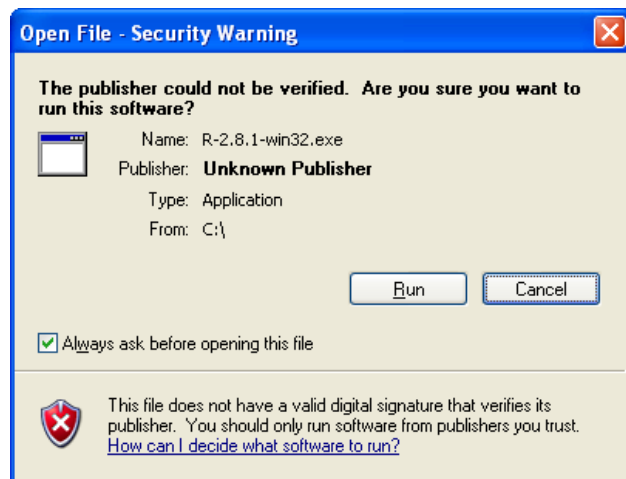 Open File - Security Warning
The publisher could not be verified.  Are you sure you want to
run this software?
Name: R-2.8.1-win32.exe
Publisher: Unknown Publisher
Type: Application
From: C:\
Run Cancel
Always ask before opening this file
This file does not have a valid digital signature that verifies its
publisher.  You should only run software from publishers you trust.
How can I decide what software to run?